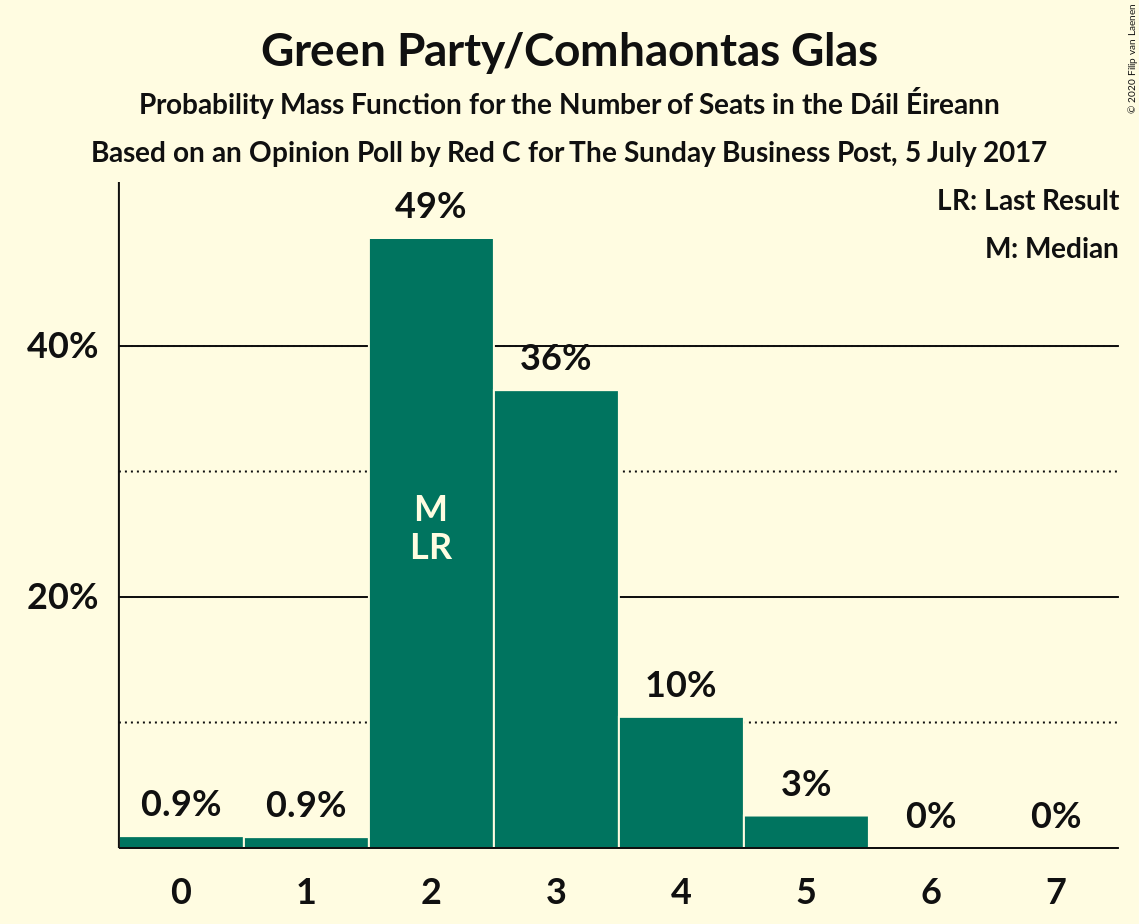 Green Party/Comhaontas Glas
Probability Mass Function for the Number of Seats in the Dáil Éireann
Based on an Opinion Poll by Red C for The Sunday Business Post, 5 July 2017
© 2020 Filip van Laenen
LR: Last Result
M: Median
49%
40%
36%
M
LR
20%
10%
3%
0.9% 0.9% 0% 0%
0 1 2 3 4 5 6 7